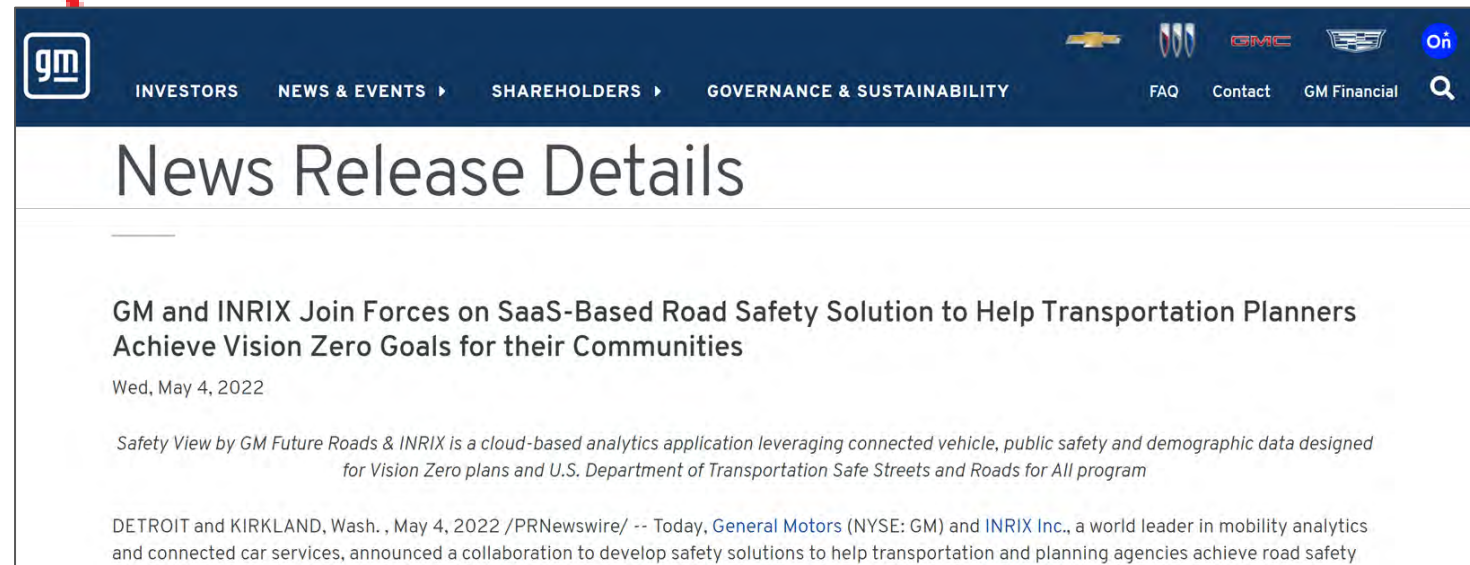 gm
GMC
On
INVESTORS NEWS & EVENTS SHAREHOLDERS GOVERNANCE & SUSTAINABILITY FAQ Contact GM Financial
News Release Details
GM and INRIX Join Forces on SaaS-Based Road Safety Solution to Help Transportation Planners
Achieve Vision Zero Goals for their Communities
Wed, May 4, 2022
Safety View by GM Future Roads & INRIX is a cloud-based analytics application leveraging connected vehicle, public safety and demographic data designed
for Vision Zero plans and U.S. Department of Transportation Safe Streets and Roads for All program
DETROIT and KIRKLAND, Wash. , May 4, 2022 /PRNewswire/ -- Today, General Motors (NYSE: GM) and INRIX Inc., a world leader in mobility analytics
and connected car services, announced a collaboration to develop safety solutions to help transportation and planning agencies achieve road safety